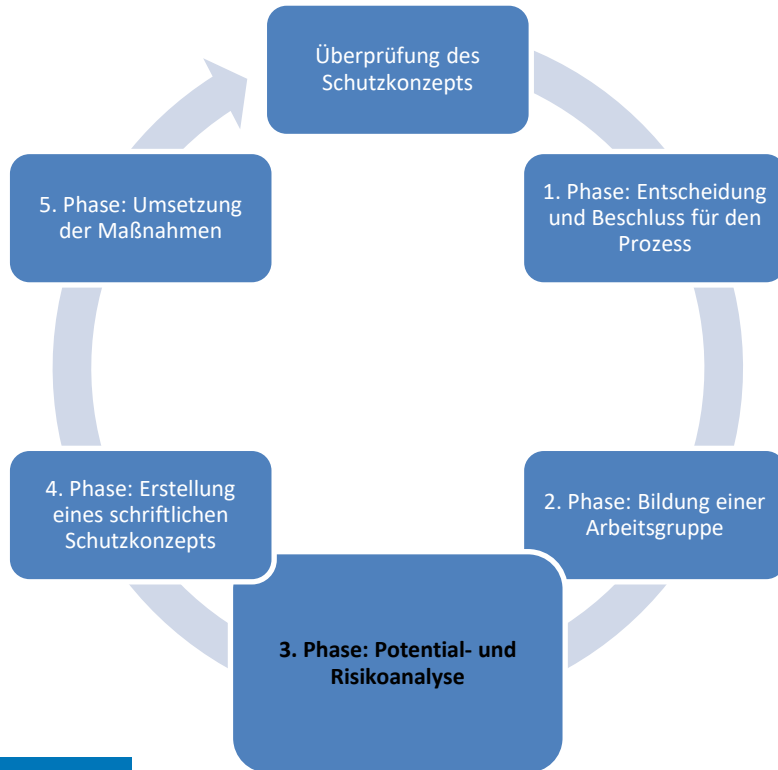 Überprüfung des
Schutzkonzepts
1. Phase: Entscheidung
und Beschluss für den
Prozess
2. Phase: Bildung einer
Arbeitsgruppe
3. Phase: Potential- und
Risikoanalyse
4. Phase: Erstellung
eines schriftlichen
Schutzkonzepts
5. Phase: Umsetzung
der Maßnahmen